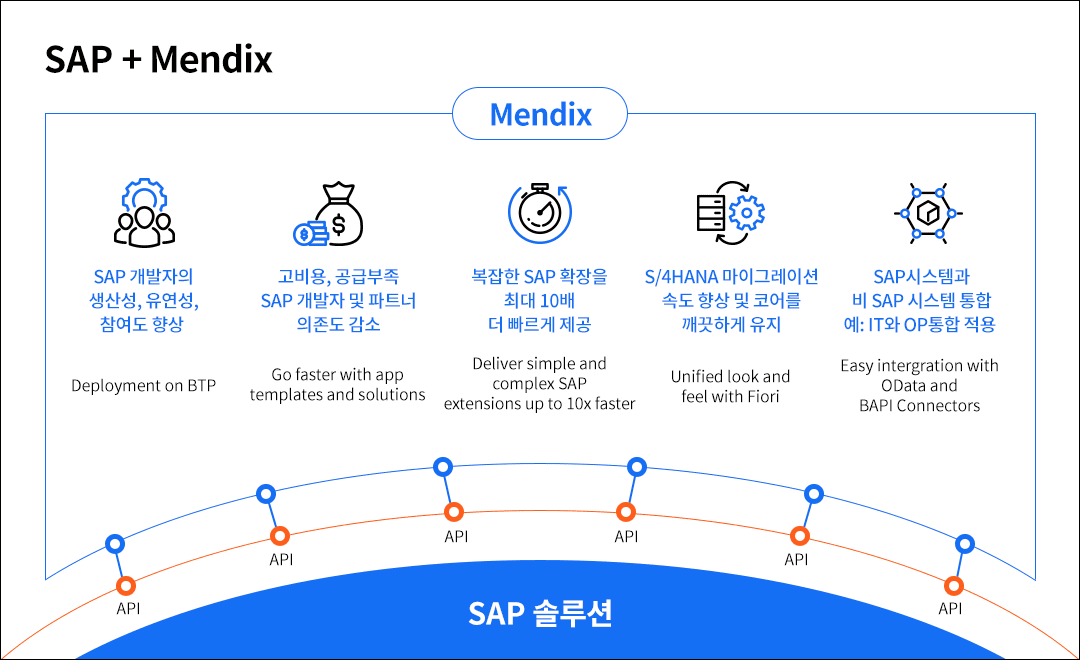 SAP + Mendix
Mendix
SAP 개발자의
생산성, 유연성,
참여도 향상
Deployment on BTP
고비용, 공급부족
SAP 개발자 및 파트너
의존도 감소
Go faster with app
templates and solutions
복잡한 SAP 확장을
최대 10배
더 빠르게 제공
Deliver simple and
complex SAP
extensions up to 10x faster
S/4HANA 마이그레이션
속도 향상 및 코어를
깨끗하게 유지
Unified look and
feel with Fiori
SAP시스템과
비 SAP 시스템 통합
예: IT와 OP통합 적용
Easy intergration with
OData and
BAPI Connectors
API
API
API
API
API
API
SAP 솔루션